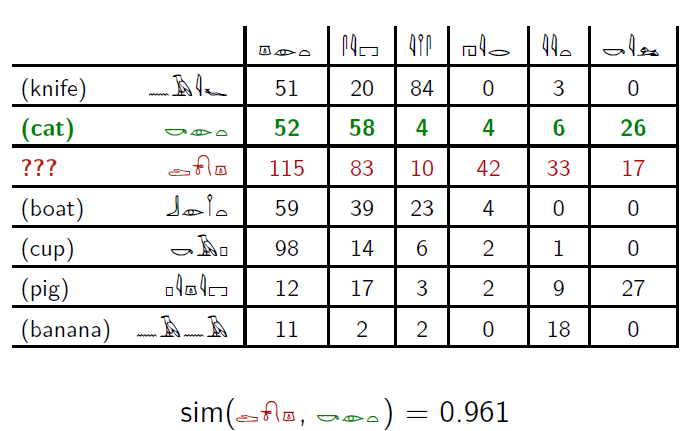 (knife) 51 20 84 0 3 0
(cat) 52 58 4 4 6 26
??? 115 83 10 42 33 17
(boat) 59 39 23 4 0 0
(cup) 98 14 6 2 1 0
(pig) 12 17 3 2 9 27
(banana) 11 2 2 0 18 0
sim( , ) = 0.961